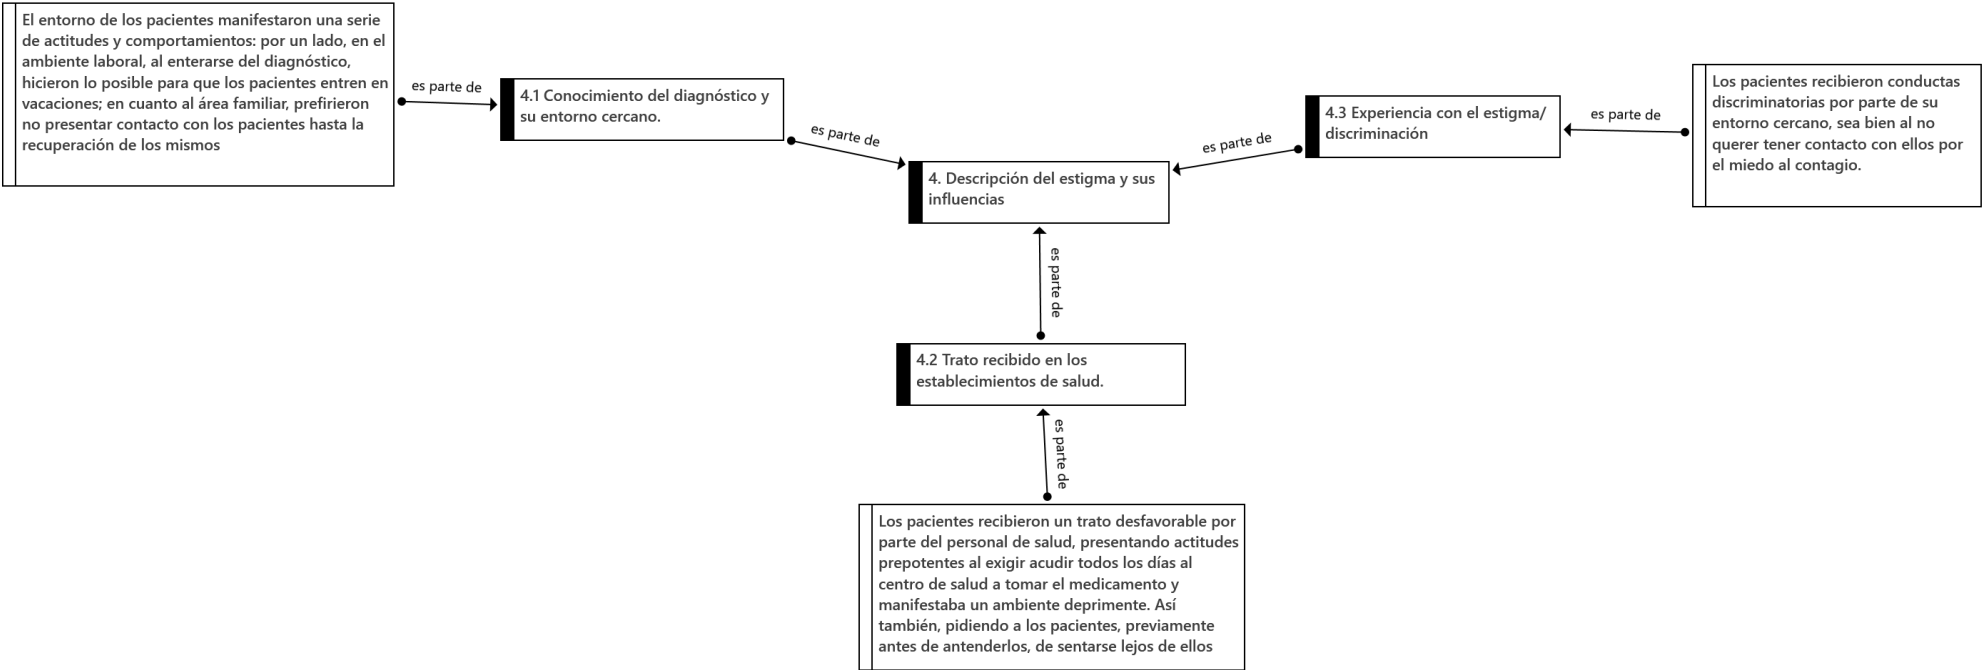 El entorno de los pacientes manifestaron una serie
de actitudes y comportamientos: por un lado, en el
ambiente laboral, al enterarse del diagnóstico,
hicieron lo posible para que los pacientes entren en
vacaciones; en cuanto al área familiar, prefirieron
no presentar contacto con los pacientes hasta la
recuperación de los mismos
es parte de
4.1 Conocimiento del diagnóstico y
su entorno cercano.
es parte de
4. Descripción del estigma y sus
influencias
es parte de
4.3 Experiencia con el estigma/
discriminación
es parte de
Los pacientes recibieron conductas
discriminatorias por parte de su
entorno cercano, sea bien al no
querer tener contacto con ellos por
el miedo al contagio.
es parte de
4.2 Trato recibido en los
establecimientos de salud.
es parte de
Los pacientes recibieron un trato desfavorable por
parte del personal de salud, presentando actitudes
prepotentes al exigir acudir todos los días al
centro de salud a tomar el medicamento y
manifestaba un ambiente deprimente. Así
también, pidiendo a los pacientes, previamente
antes de antenderlos, de sentarse lejos de ellos